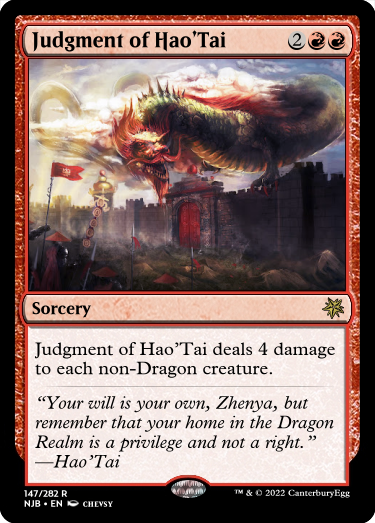 Judgment of Hao'Tai 2
Sorcery
Judgment of Hao'Tai deals 4 damage
to each non-Dragon creature.
“Your will is your own, Zhenya, but
remember that your home in the Dragon
Realm is a privilege and not a right.”
—Hao'Tai
147/282 R
NJB • EN CHEVSY
™ & © 2022 CanterburyEgg